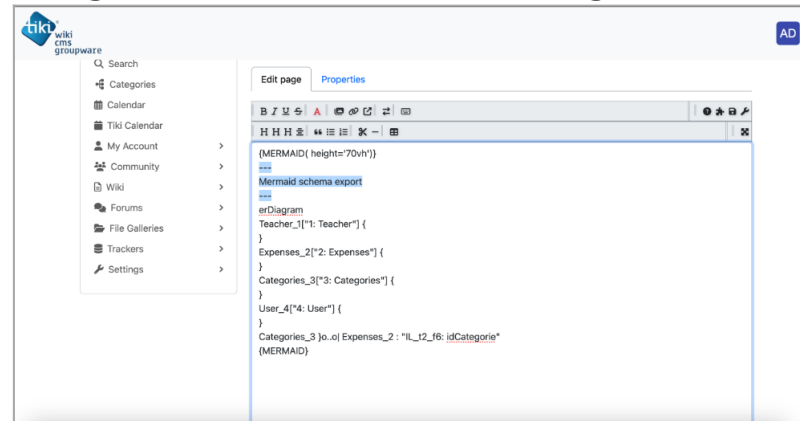 tiki
wiki
cms
groupware
AD
Search
Categories
Calendar
Tiki Calendar
My Account
Community
Wiki
Forums
File Galleries
Trackers
Settings
Edit page
Properties
B I U S A
H H H
{MERMAID( height='70vh')}
---
Mermaid schema export
---
erDiagram
Teacher_1["1: Teacher"] {
}
Expenses_2["2: Expenses"] {
}
Categories_3["3: Categories"] {
}
User_4["4: User"] {
}
Categories_3 }o..o| Expenses_2 : "IL_t2_f6: idCategorie"
{MERMAID}